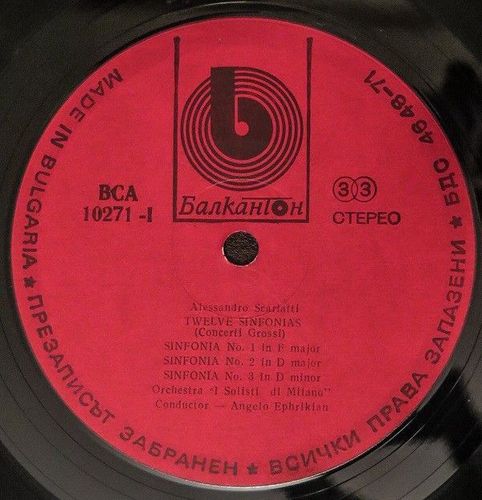 Балкантон
BCA
10271-I
33
СТЕРЕО
Alessandro Scarlatti
TWELVE SINFONIAS
(Concerti Grossi)
SINFONIA No. 1 in F major
SINFONIA No. 2 in D major
SINFONIA No. 3 in D minor
Orchestra "I Solisti di Milano"
Conductor — Angelo Ephrikian
MADE IN BULGARIA ★ ПРЕЗАПИСЪТ ЗАБРАНЕН ★ ВСИЧКИ ПРАВА ЗАПАЗЕНИ ★ БДО 4648-71